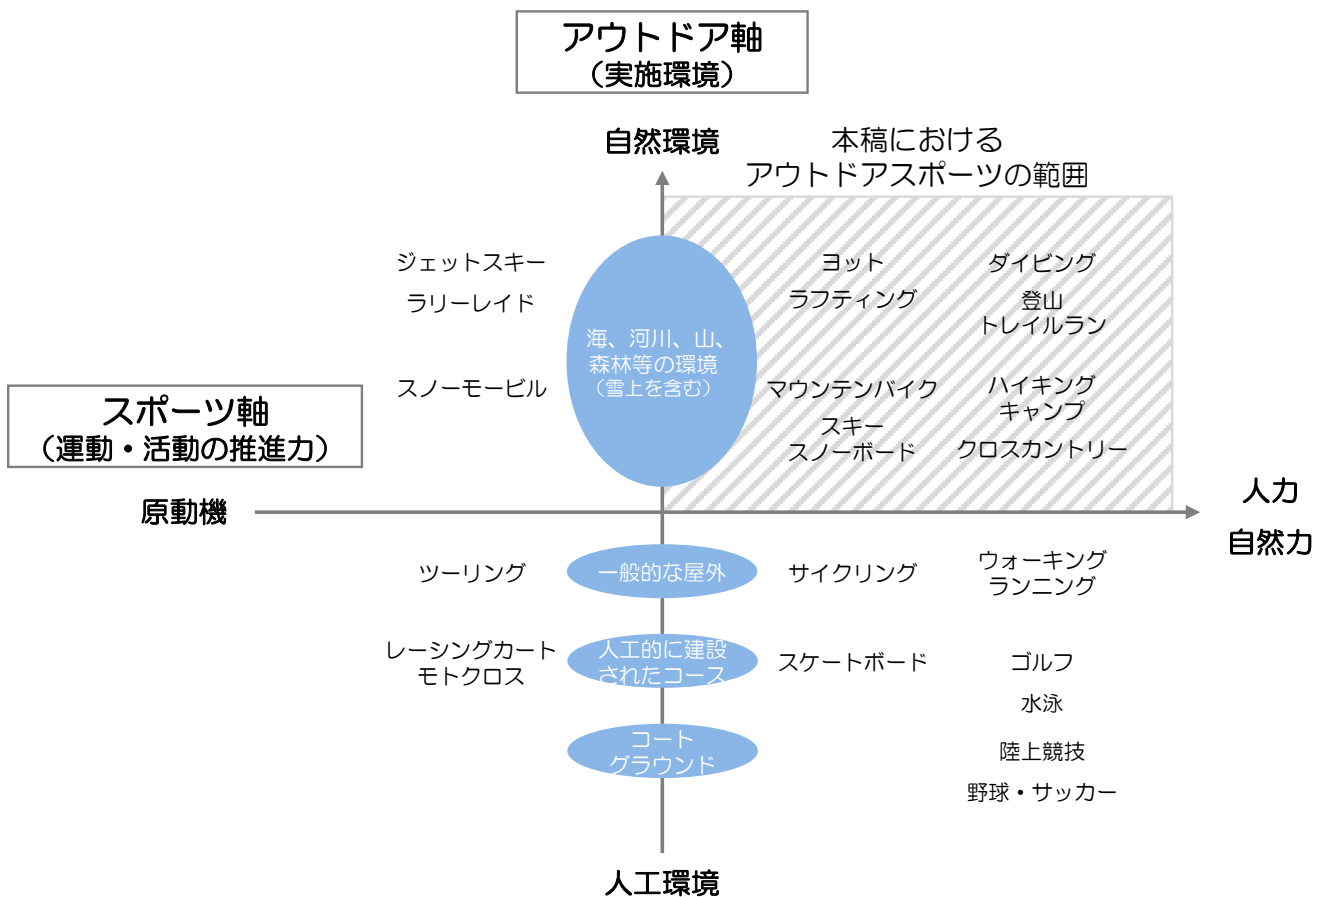 アウトドア軸
（実施環境）
自然環境
本稿における
アウトドアスポーツの範囲
ジェットスキー
ラリーレイド
スノーモービル
海、河川、山、
森林等の環境
（雪上を含む）
ヨット
ラフティング
マウンテンバイク
スキー
スノーボード
ダイビング
登山
トレイルラン
ハイキング
キャンプ
クロスカントリー
スポーツ軸
（運動・活動の推進力）
原動機
人力
自然力
ツーリング
一般的な屋外
サイクリング
ウォーキング
ランニング
レーシングカート
モトクロス
人工的に建設
されたコース
スケートボード
ゴルフ
水泳
コート
グラウンド
陸上競技
野球・サッカー
人工環境